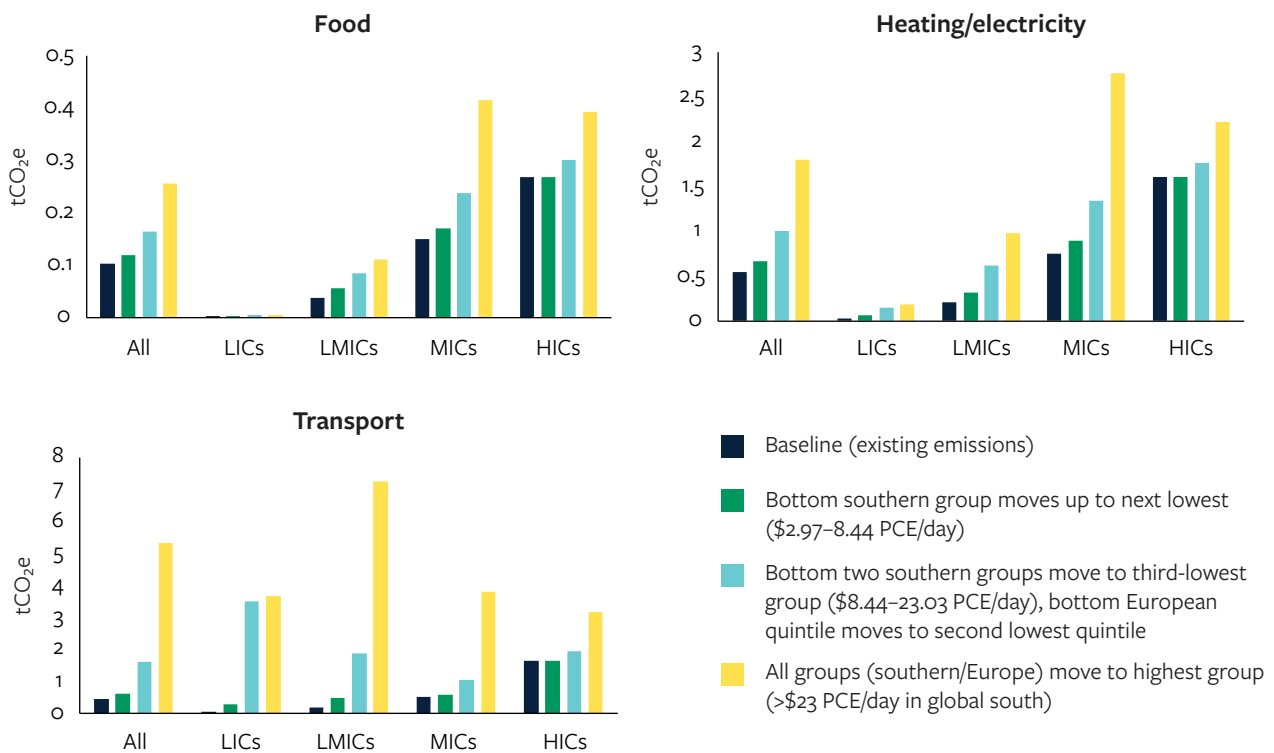 Food
tCO₂e
0.5
0.4
0.3
0.2
0.1
0
All LICs LMICs MICs HICs
Heating/electricity
tCO₂e
3
2.5
2
1.5
1
0.5
0
All LICs LMICs MICs HICs
Transport
tCO₂e
8
7
6
5
4
3
2
1
0
All LICs LMICs MICs HICs
Baseline (existing emissions)
Bottom southern group moves up to next lowest
($2.97–8.44 PCE/day)
Bottom two southern groups move to third-lowest
group ($8.44–23.03 PCE/day), bottom European
quintile moves to second lowest quintile
All groups (southern/Europe) move to highest group
(>$23 PCE/day in global south)